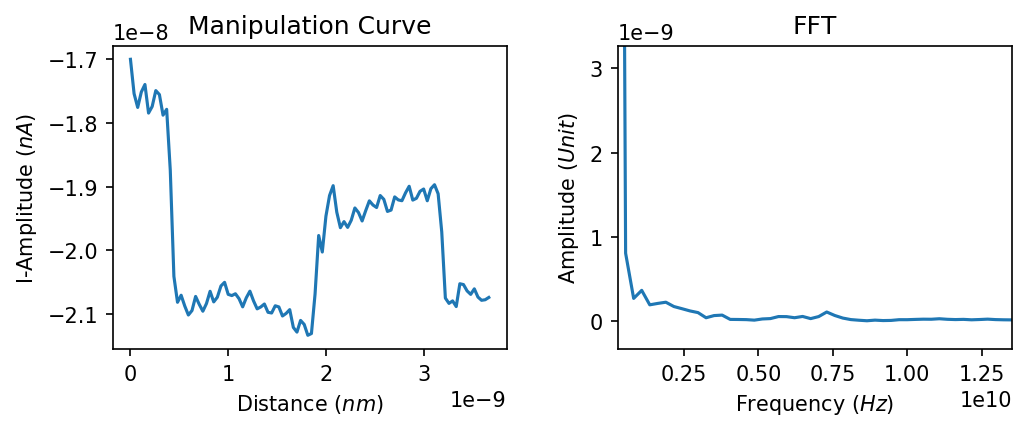 Manipulation Curve
1e−8
−1.7
−1.8
−1.9
−2.0
−2.1
I-Amplitude (nA)
0
1
2
3
Distance (nm)
1e−9
FFT
1e−9
3
2
1
0
Amplitude (Unit)
0.25
0.50
0.75
1.00
1.25
Frequency (Hz)
1e10